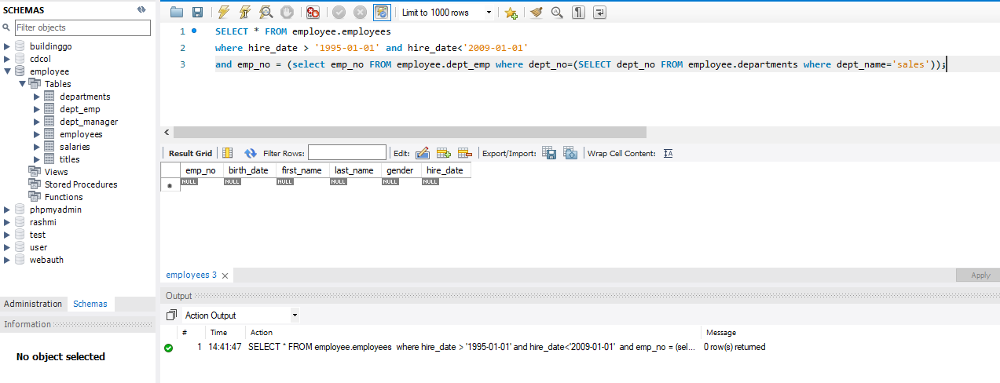 SCHEMAS
Filter objects
buildinggo
cdcol
employee
Tables
departments
dept_emp
dept_manager
employees
salaries
titles
Views
Stored Procedures
Functions
phpmyadmin
rashmi
test
user
webauth
Administration Schemas
Information
No object selected
Limit to 1000 rows
1 SELECT * FROM employee.employees
2 where hire_date > '1995-01-01' and hire_date<'2009-01-01'
3 and emp_no = (select emp_no FROM employee.dept_emp where dept_no=(SELECT dept_no FROM employee.departments where dept_name='sales'));
Result Grid Filter Rows: Edit: Export/Import: Wrap Cell Content:
emp_no birth_date first_name last_name gender hire_date
* NULL NULL NULL NULL NULL NULL
employees 3 Apply
Output
Action Output
# Time Action Message
1 14:41:47 SELECT * FROM employee.employees where hire_date > '1995-01-01' and hire_date<'2009-01-01' and emp_no = (sel... 0 row(s) returned